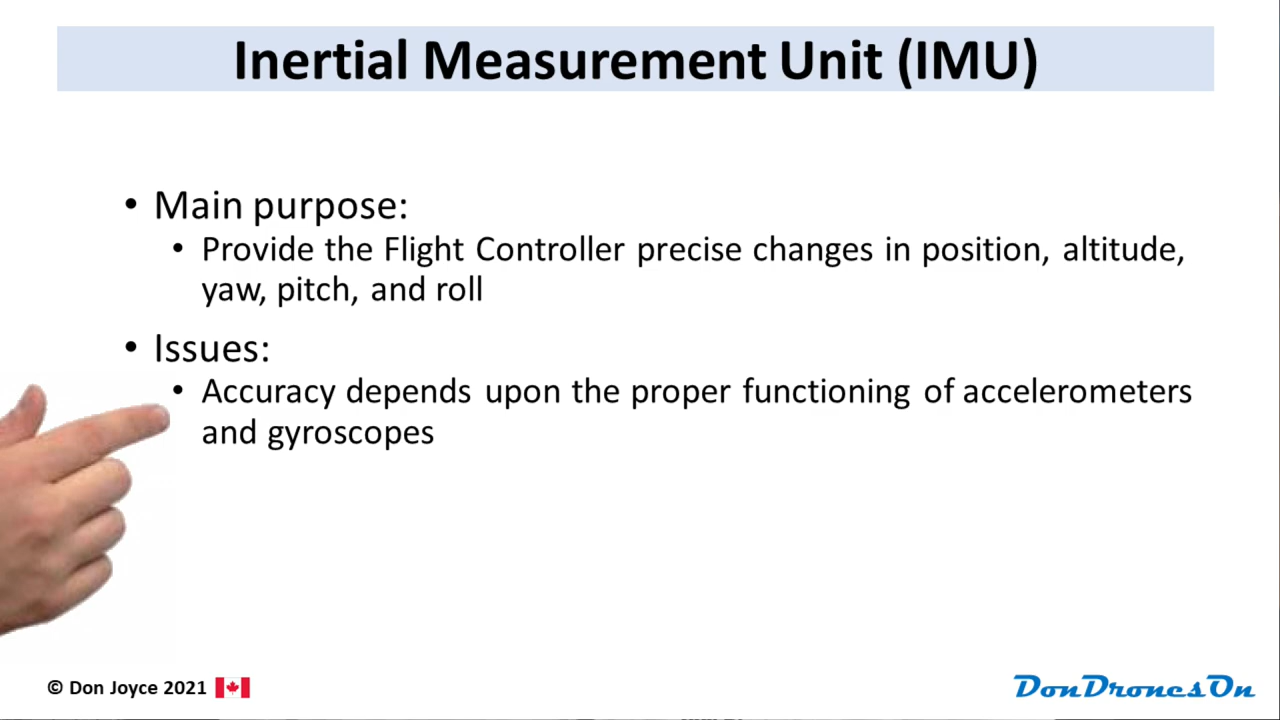 Inertial Measurement Unit (IMU)
• Main purpose:
• Provide the Flight Controller precise changes in position, altitude,
yaw, pitch, and roll
• Issues:
• Accuracy depends upon the proper functioning of accelerometers
and gyroscopes
© Don Joyce 2021
DonDronesOn